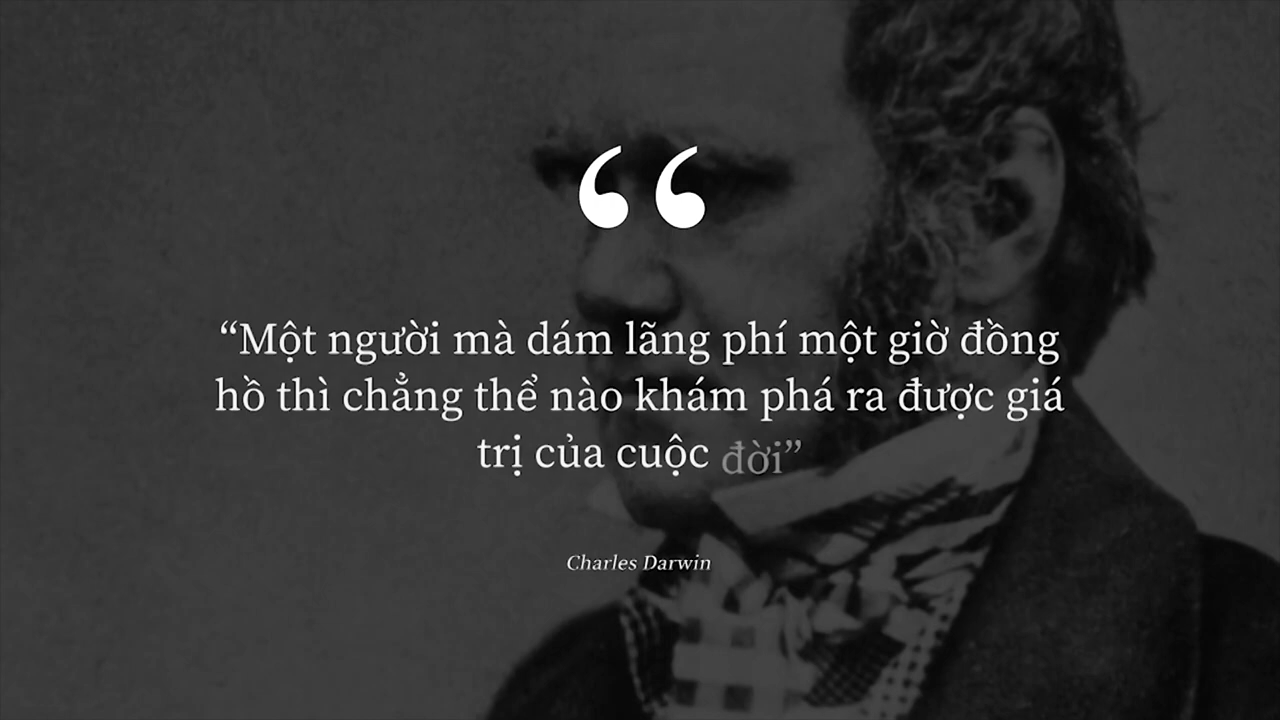 “
“Một người mà dám lãng phí một giờ đồng
hồ thì chẳng thể nào khám phá ra được giá
trị của cuộc đời”
Charles Darwin